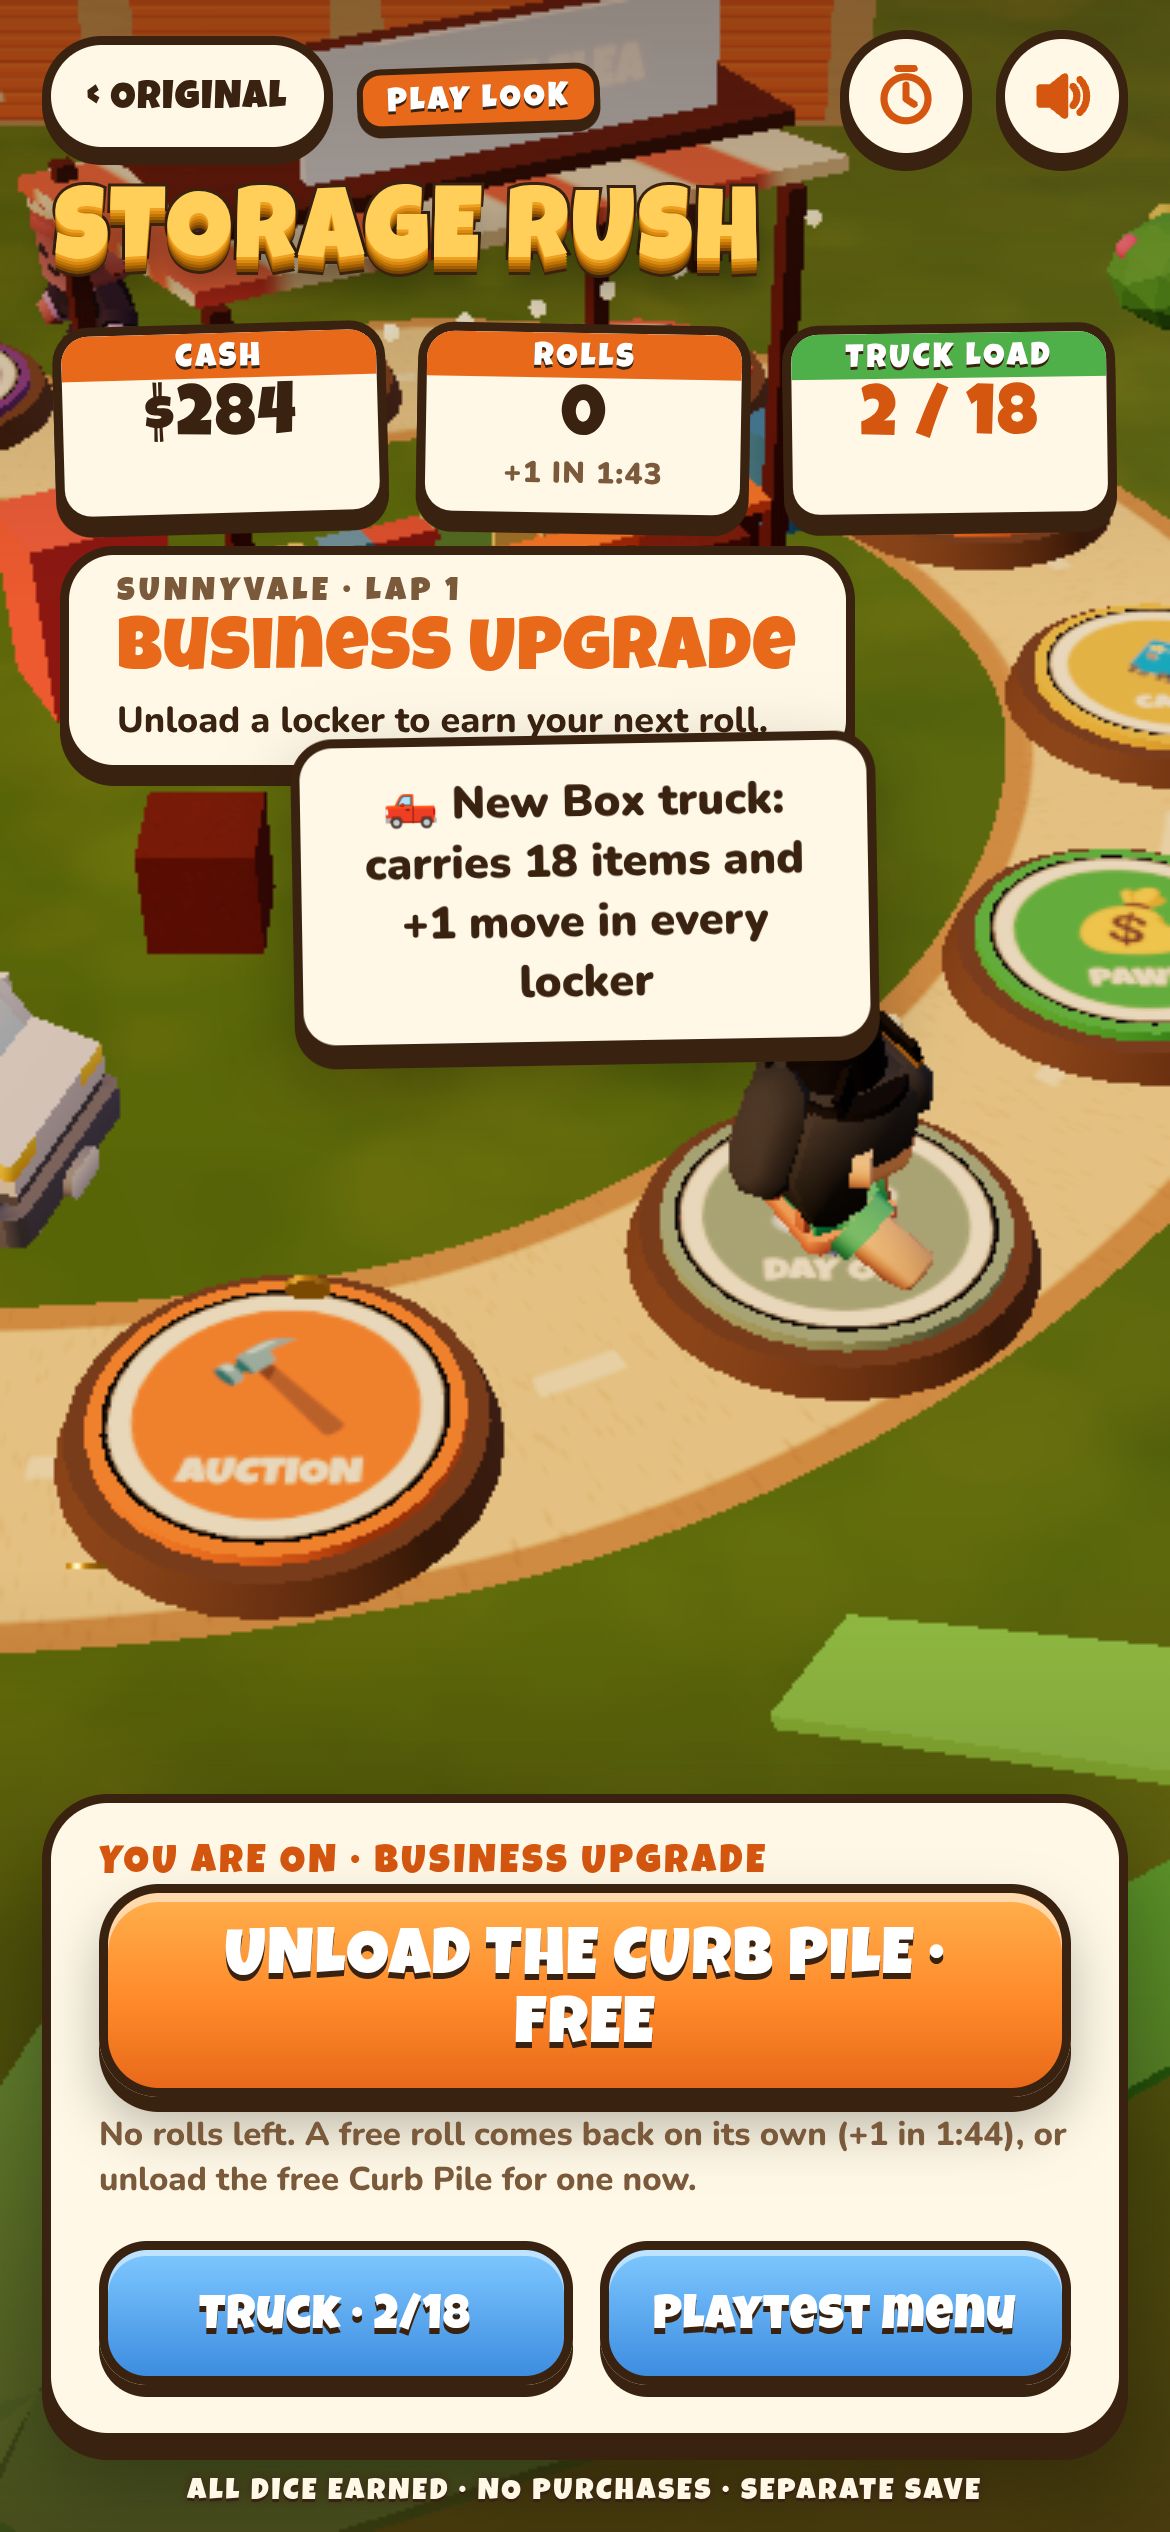 < ORIGINAL
PLAY LOOK
STORAGE RUSH
CASH
$284
ROLLS
0
+1 IN 1:43
TRUCK LOAD
2 / 18
SUNNYVALE · LAP 1
BUSINESS UPGRADE
Unload a locker to earn your next roll.
New Box truck:
carries 18 items and
+1 move in every
locker
$
DAY
AUCTION
YOU ARE ON · BUSINESS UPGRADE
UNLOAD THE CURB PILE ·
FREE
No rolls left. A free roll comes back on its own (+1 in 1:44), or
unload the free Curb Pile for one now.
TRUCK · 2/18
PLAYTEST MENU
ALL DICE EARNED · NO PURCHASES · SEPARATE SAVE